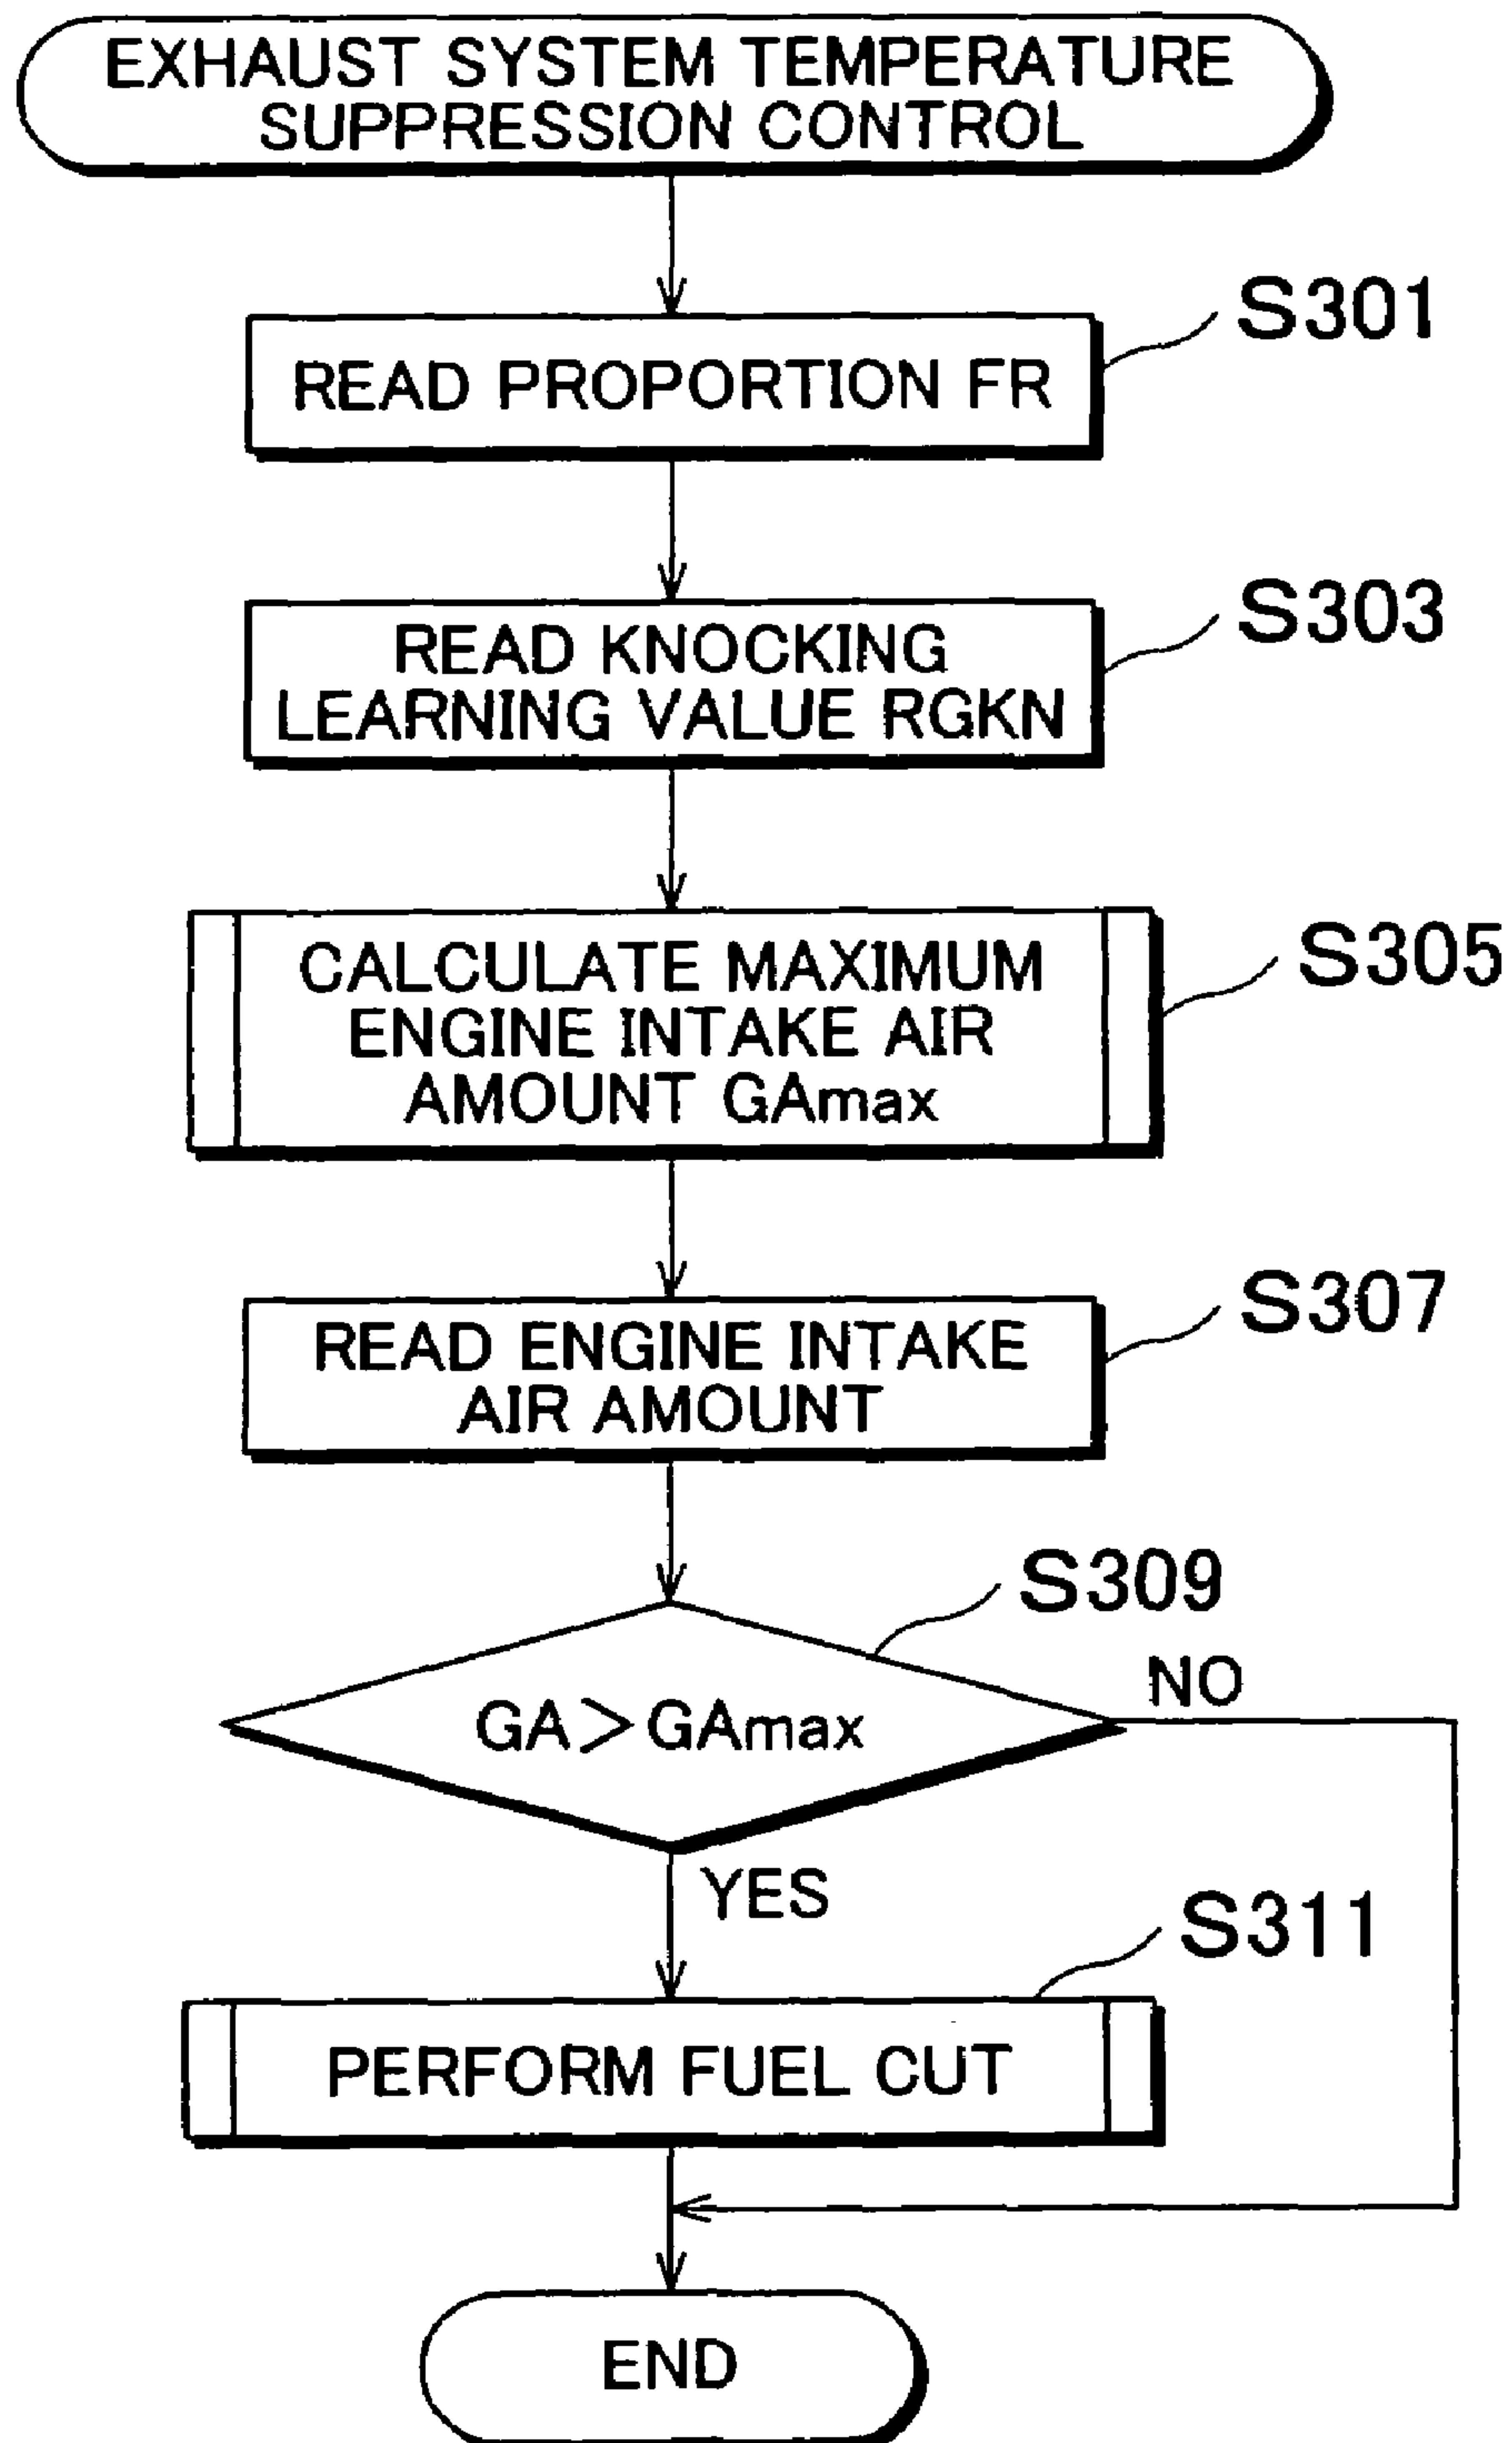 EXHAUST SYSTEM TEMPERATURE
SUPPRESSION CONTROL
S301
READ PROPORTION FR
S303
READ KNOCKING
LEARNING VALUE RGKN
S305
CALCULATE MAXIMUM
ENGINE INTAKE AIR
AMOUNT GAmax
S307
READ ENGINE INTAKE
AIR AMOUNT
S309
NO
GA>GAmax
YES
S311
PERFORM FUEL CUT
END